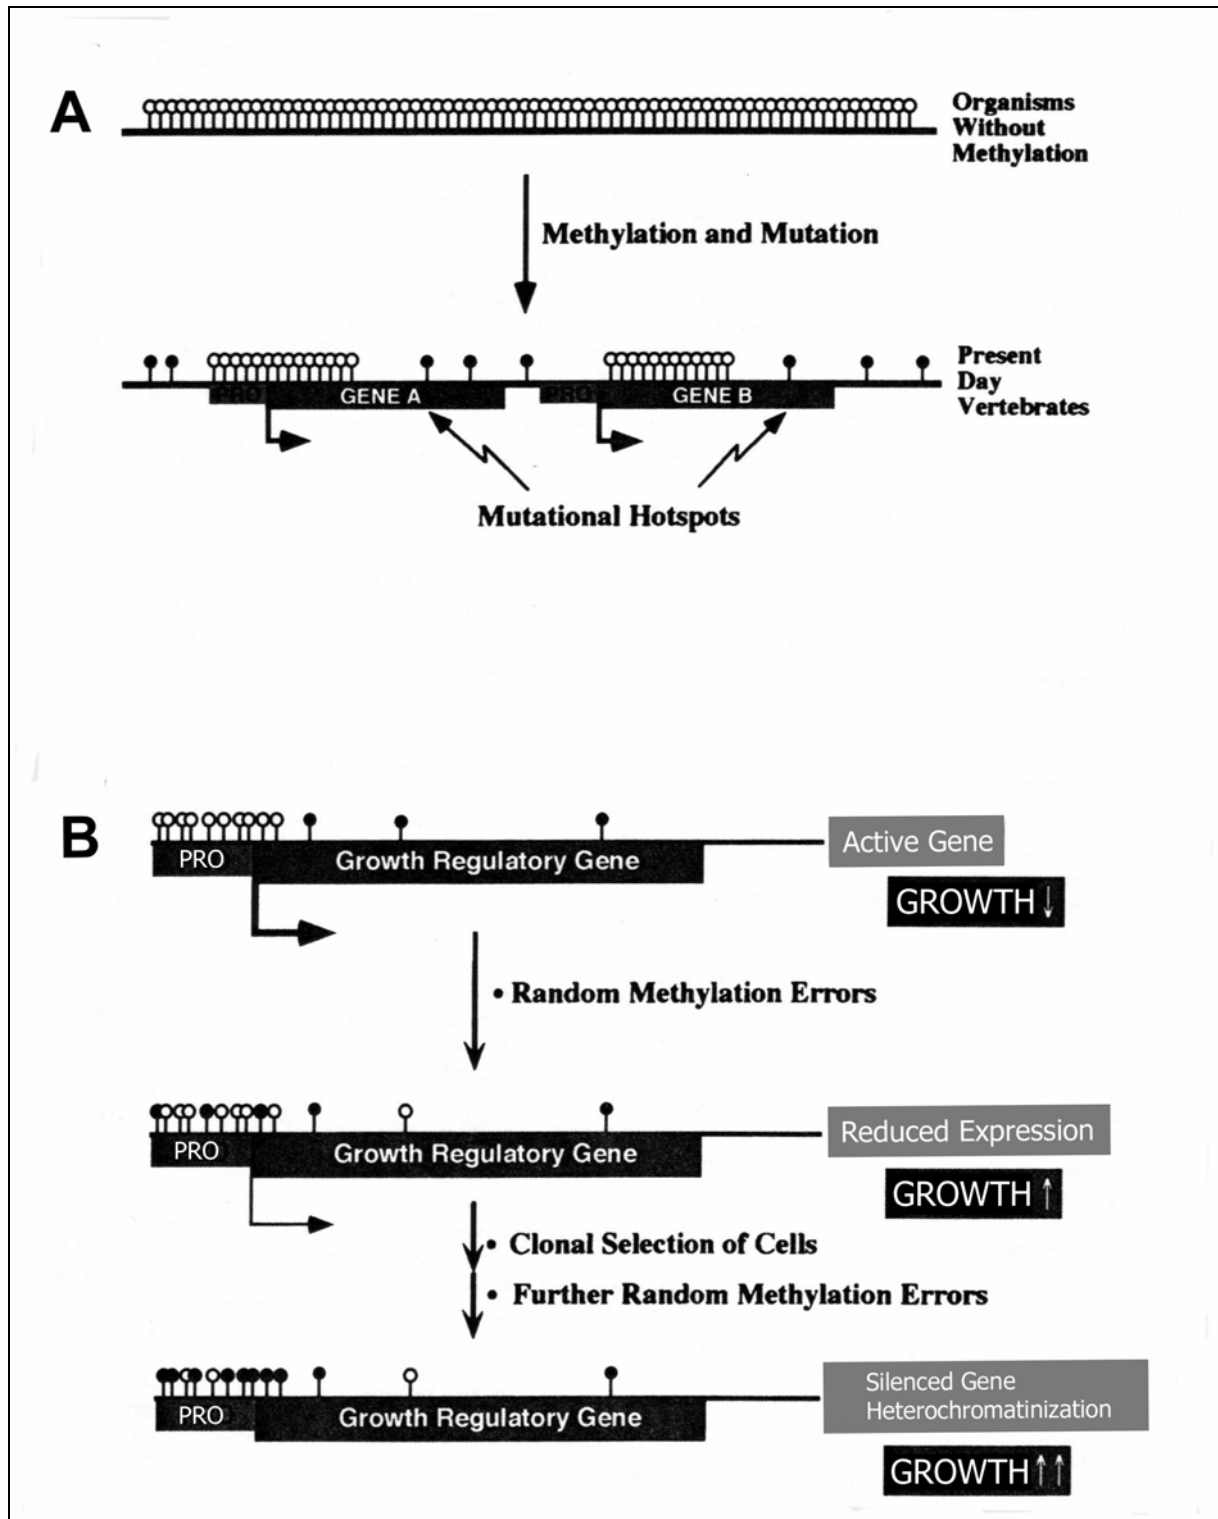 A
Organisms
Without
Methylation
Methylation and Mutation
PRO
GENE A
PRO
GENE B
Present
Day
Vertebrates
Mutational Hotspots
B
PRO
Growth Regulatory Gene
Active Gene
GROWTH ↓
• Random Methylation Errors
PRO
Growth Regulatory Gene
Reduced Expression
GROWTH ↑
• Clonal Selection of Cells
• Further Random Methylation Errors
PRO
Growth Regulatory Gene
Silenced Gene
Heterochromatinization
GROWTH ↑↑